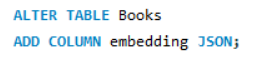 ALTER TABLE Books
ADD COLUMN embedding JSON;